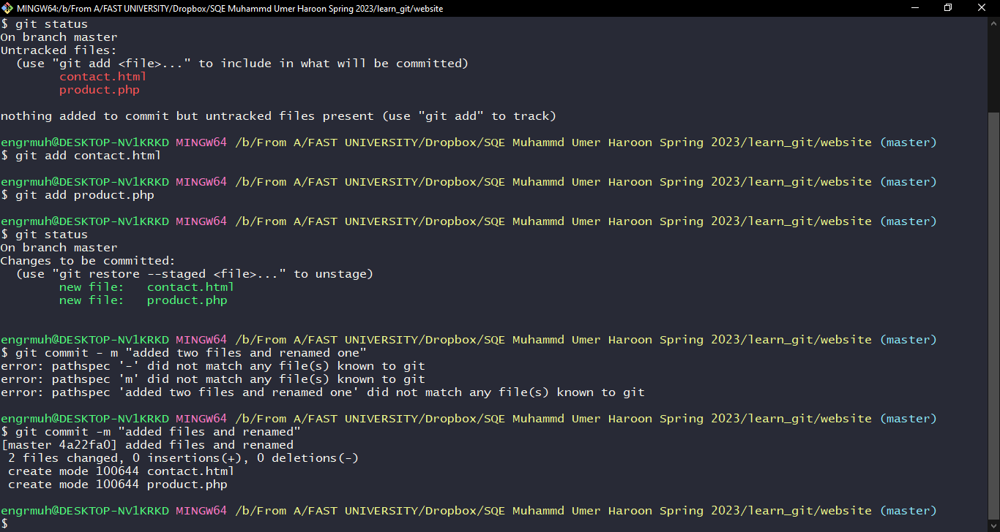 MINGW64:/b/From A/FAST UNIVERSITY/Dropbox/SQE Muhammd Umer Haroon Spring 2023/learn_git/website
$ git status
On branch master
Untracked files:
  (use "git add <file>..." to include in what will be committed)
        contact.html
        product.php

nothing added to commit but untracked files present (use "git add" to track)

engrmuh@DESKTOP-NV1KRKD MINGW64 /b/From A/FAST UNIVERSITY/Dropbox/SQE Muhammd Umer Haroon Spring 2023/learn_git/website (master)
$ git add contact.html

engrmuh@DESKTOP-NV1KRKD MINGW64 /b/From A/FAST UNIVERSITY/Dropbox/SQE Muhammd Umer Haroon Spring 2023/learn_git/website (master)
$ git add product.php

engrmuh@DESKTOP-NV1KRKD MINGW64 /b/From A/FAST UNIVERSITY/Dropbox/SQE Muhammd Umer Haroon Spring 2023/learn_git/website (master)
$ git status
On branch master
Changes to be committed:
  (use "git restore --staged <file>..." to unstage)
        new file:   contact.html
        new file:   product.php

engrmuh@DESKTOP-NV1KRKD MINGW64 /b/From A/FAST UNIVERSITY/Dropbox/SQE Muhammd Umer Haroon Spring 2023/learn_git/website (master)
$ git commit - m "added two files and renamed one"
error: pathspec '-' did not match any file(s) known to git
error: pathspec 'm' did not match any file(s) known to git
error: pathspec 'added two files and renamed one' did not match any file(s) known to git

engrmuh@DESKTOP-NV1KRKD MINGW64 /b/From A/FAST UNIVERSITY/Dropbox/SQE Muhammd Umer Haroon Spring 2023/learn_git/website (master)
$ git commit -m "added files and renamed"
[master 4a22fa0] added files and renamed
 2 files changed, 0 insertions(+), 0 deletions(-)
 create mode 100644 contact.html
 create mode 100644 product.php

engrmuh@DESKTOP-NV1KRKD MINGW64 /b/From A/FAST UNIVERSITY/Dropbox/SQE Muhammd Umer Haroon Spring 2023/learn_git/website (master)
$